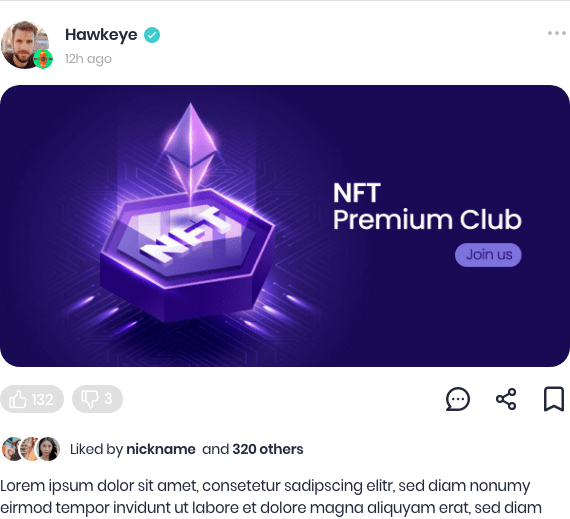 Hawkeye
12h ago
NFT
NFT
Premium Club
Join us
132
3
Liked by nickname and 320 others
Lorem ipsum dolor sit amet, consetetur sadipscing elitr, sed diam nonumy
eirmod tempor invidunt ut labore et dolore magna aliquyam erat, sed diam